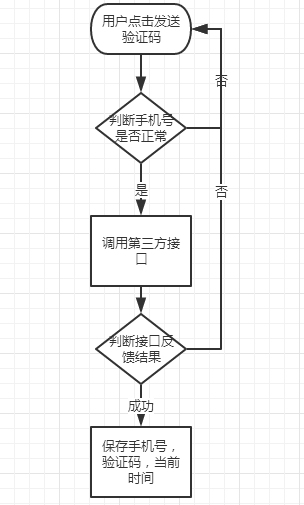 用户点击发送
验证码
否
判断手机号
是否正常
是
否
调用第三方接
口
判断接口反
馈结果
成功
保存手机号，
验证码，当前
时间